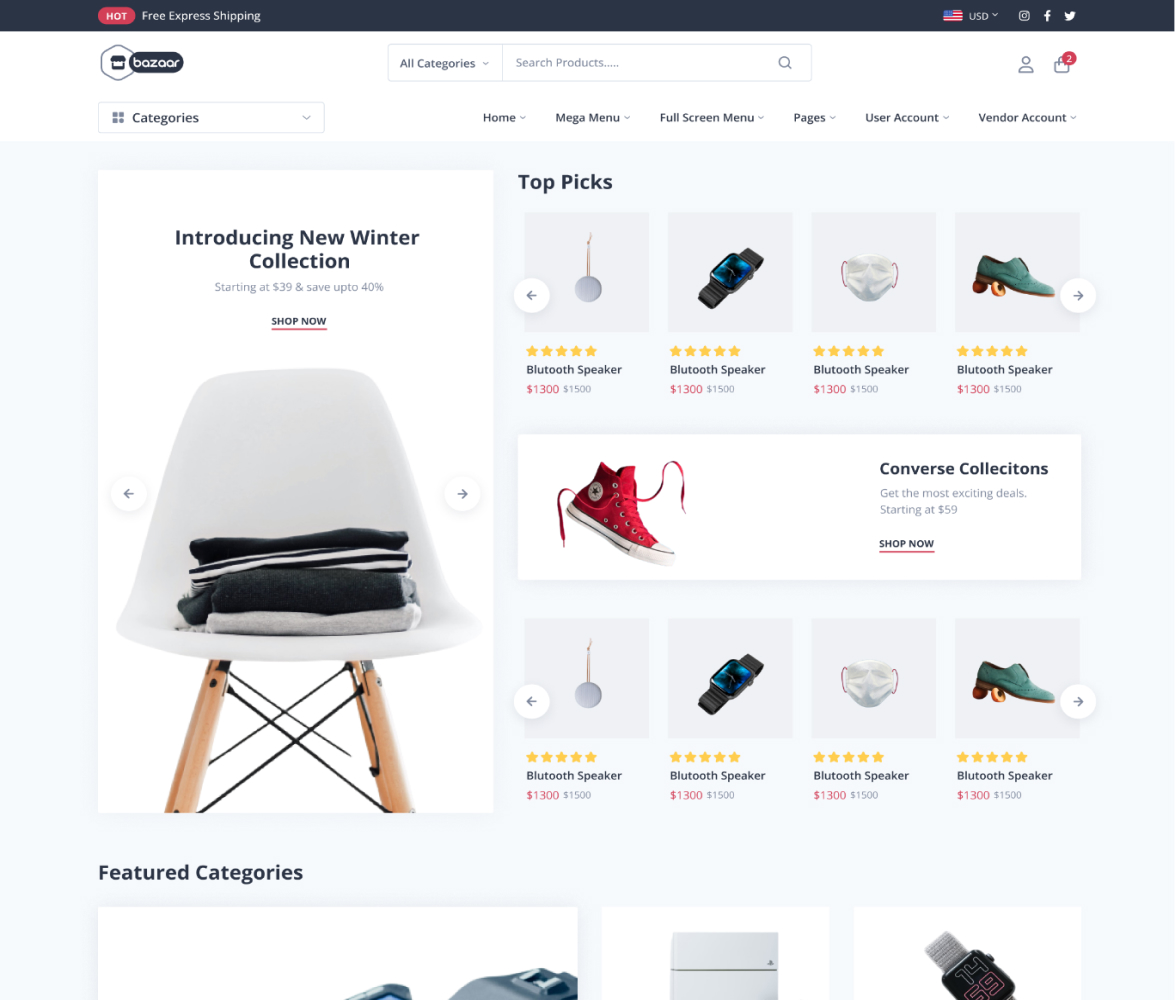 HOT Free Express Shipping
USD
bazaar
All Categories
Search Products.....
2
Categories
Home
Mega Menu
Full Screen Menu
Pages
User Account
Vendor Account
Introducing New Winter
Collection
Starting at $39 & save upto 40%
SHOP NOW
Top Picks
Blutooth Speaker
$1300 $1500
Blutooth Speaker
$1300 $1500
Blutooth Speaker
$1300 $1500
Blutooth Speaker
$1300 $1500
Converse Collecitons
Get the most exciting deals.
Starting at $59
SHOP NOW
Blutooth Speaker
$1300 $1500
Blutooth Speaker
$1300 $1500
Blutooth Speaker
$1300 $1500
Blutooth Speaker
$1300 $1500
Featured Categories
14
59